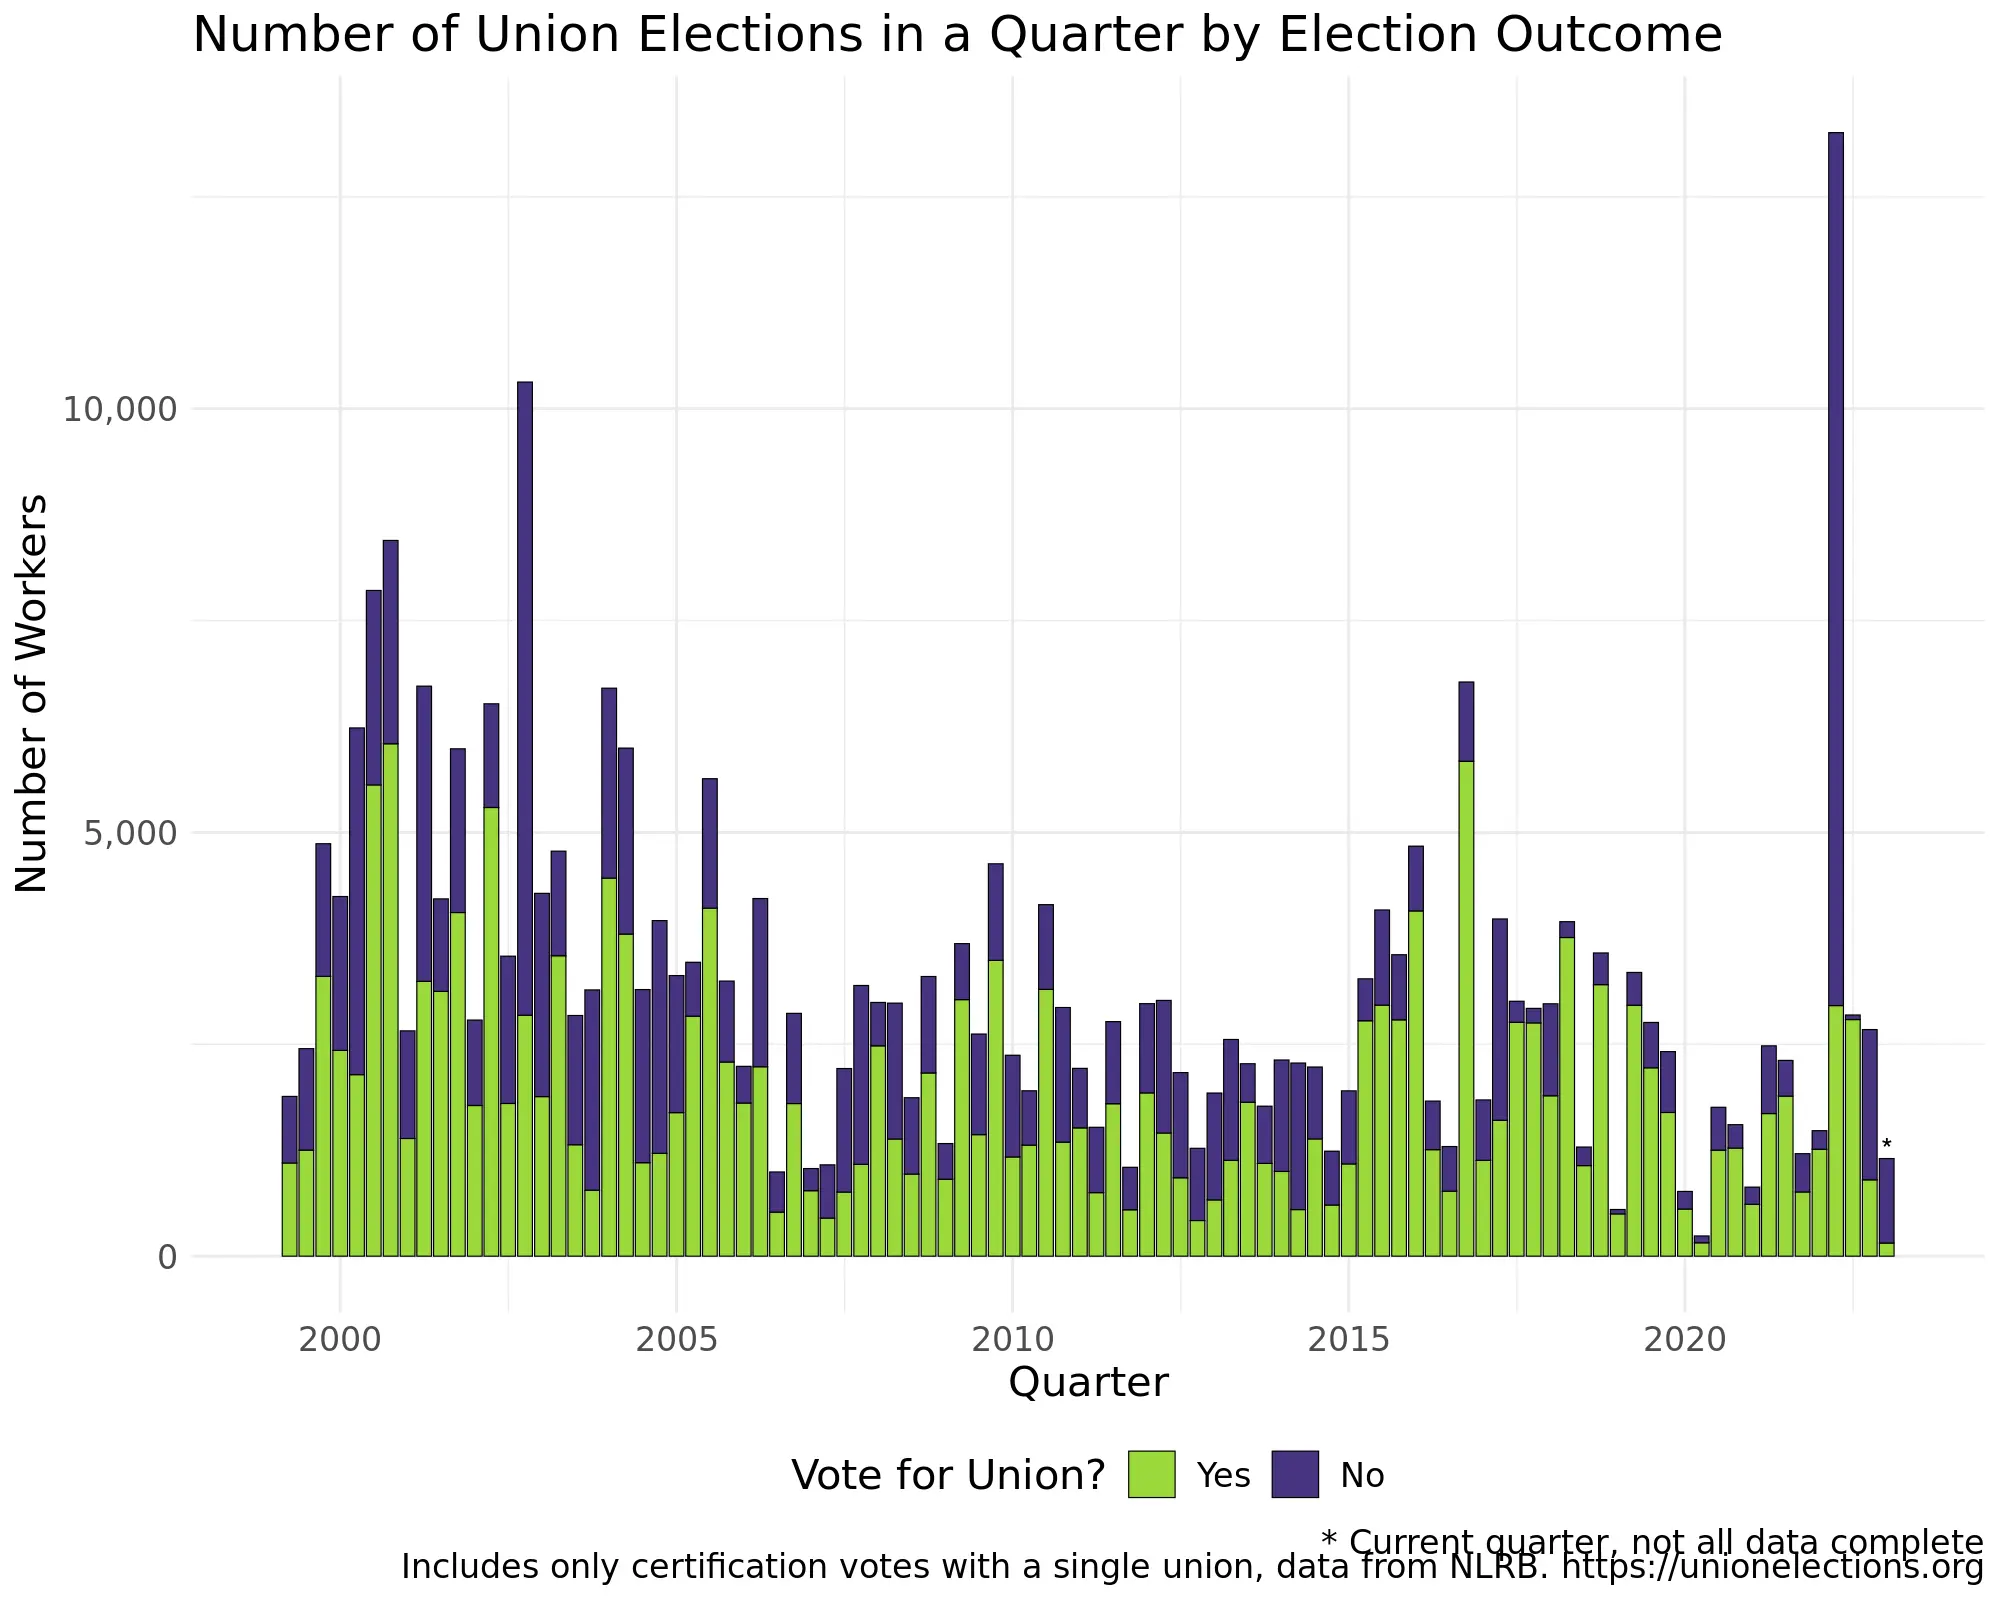 Number of Union Elections in a Quarter by Election Outcome
Number of Workers
10,000
5,000
0
*
2000 2005 2010 2015 2020
Quarter
Vote for Union? Yes No
* Current quarter, not all data complete
Includes only certification votes with a single union, data from NLRB. https://unionelections.org